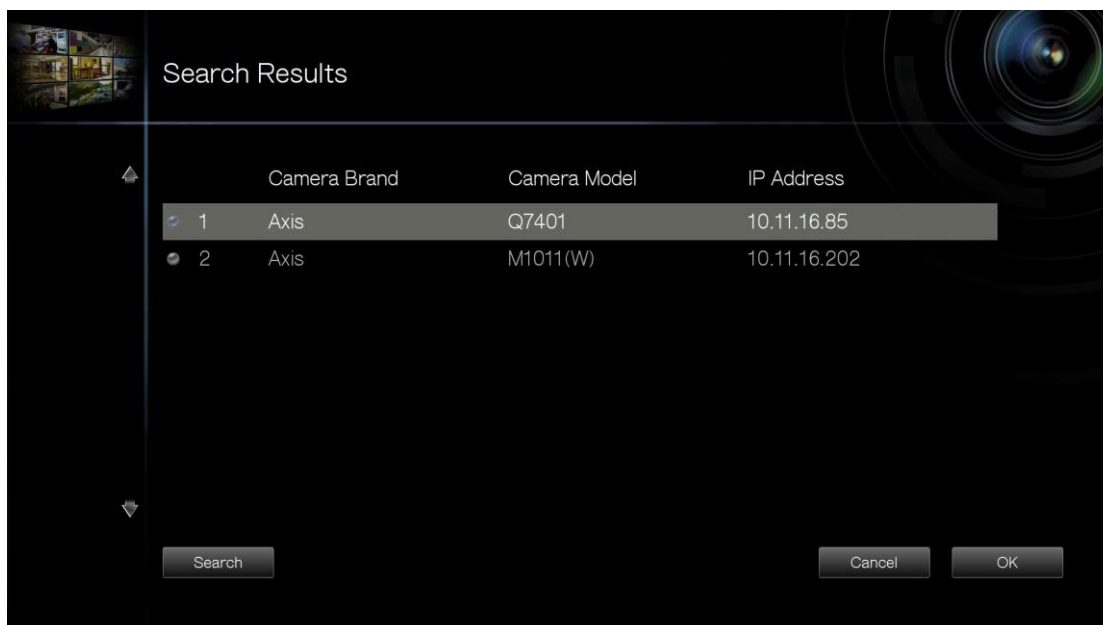 Search Results
Camera Brand Camera Model IP Address
1 Axis Q7401 10.11.16.85
2 Axis M1011(W) 10.11.16.202
Search Cancel OK